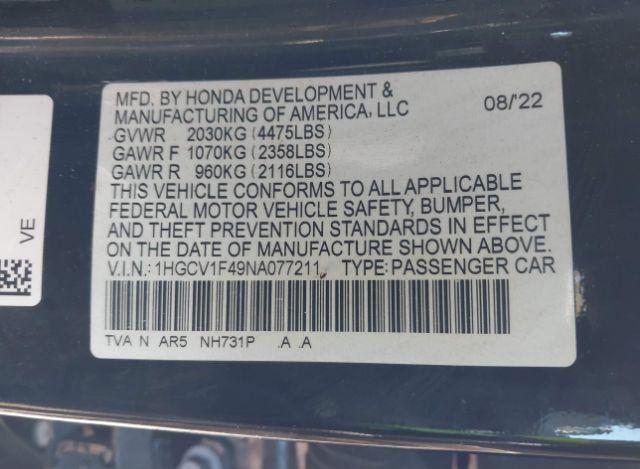 MFD. BY HONDA DEVELOPMENT &
MANUFACTURING OF AMERICA, LLC 08/'22
GVWR 2030KG (4475LBS)
GAWR F 1070KG (2358LBS)
GAWR R 960KG (2116LBS)
THIS VEHICLE CONFORMS TO ALL APPLICABLE
FEDERAL MOTOR VEHICLE SAFETY, BUMPER,
AND THEFT PREVENTION STANDARDS IN EFFECT
ON THE DATE OF MANUFACTURE SHOWN ABOVE.
V.I.N.: 1HGCV1F49NA077211 TYPE: PASSENGER CAR
TVA N AR5 NH731P .A .A
VE